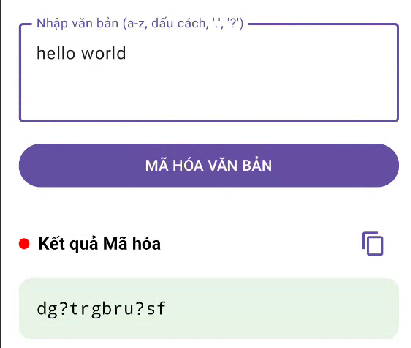 Nhập văn bản (a-z, dấu cách, '.', '?')
hello world
MÃ HÓA VĂN BẢN
Kết quả Mã hóa
dg?trgbru?sf